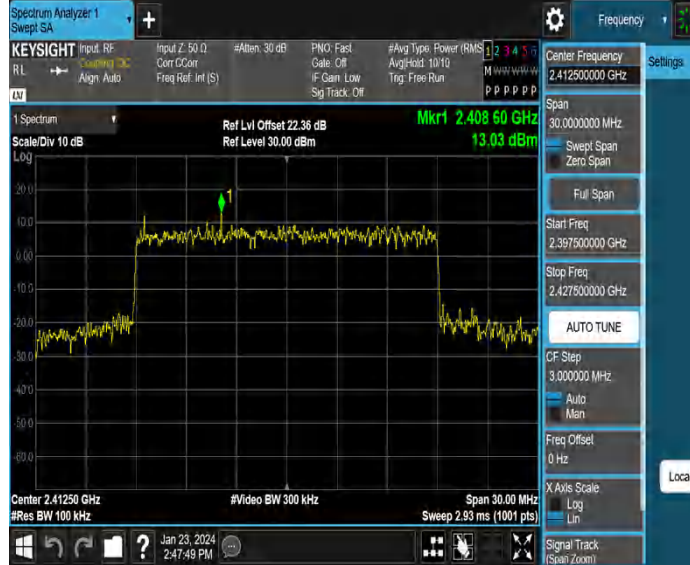 Spectrum Analyzer 1
Swept SA
+
Frequency
KEYSIGHT
Input: RF
Coupling: DC
Align: Auto
Input Z: 50 Ω
Corr CCorr
Freq Ref: Int (S)
#Atten: 30 dB
PNO: Fast
Gate: Off
IF Gain: Low
Sig Track: Off
#Avg Type: Power (RMS
Avg|Hold: 10/10
Trig: Free Run
1 2 3 4 5 6
M W W W W W
P P P P P P
RL
LXI
1 Spectrum
Scale/Div 10 dB
Log
Ref Lvl Offset 22.36 dB
Ref Level 30.00 dBm
Mkr1 2.408 60 GHz
13.03 dBm
1
20.0
10.0
0.00
-10.0
-20.0
-30.0
-40.0
-50.0
-60.0
Center 2.41250 GHz
#Res BW 100 kHz
#Video BW 300 kHz
Span 30.00 MHz
Sweep 2.93 ms (1001 pts)
?
Jan 23, 2024
2:47:49 PM
Settings
Center Frequency
2.412500000 GHz
Span
30.0000000 MHz
Swept Span
Zero Span
Full Span
Start Freq
2.397500000 GHz
Stop Freq
2.427500000 GHz
AUTO TUNE
CF Step
3.000000 MHz
Auto
Man
Freq Offset
0 Hz
X Axis Scale
Log
Lin
Signal Track
(Span Zoom)
Loca